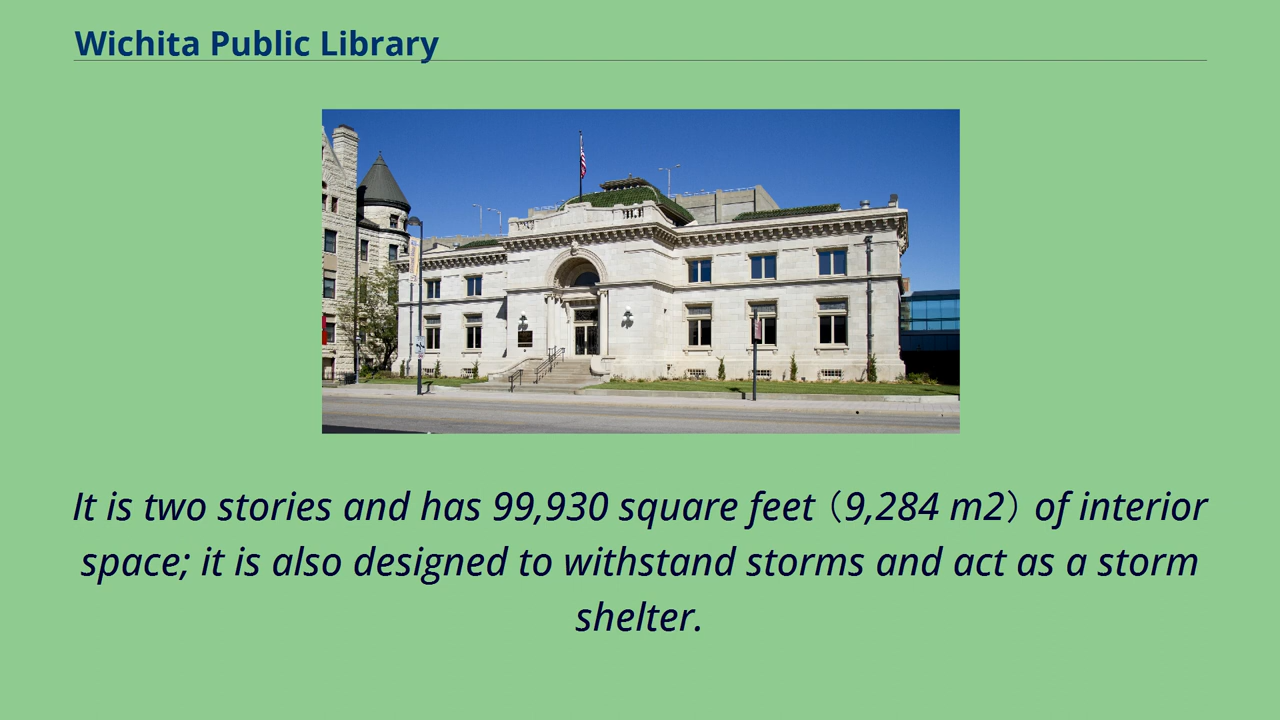 Wichita Public Library
It is two stories and has 99,930 square feet (9,284 m2) of interior
space; it is also designed to withstand storms and act as a storm
shelter.